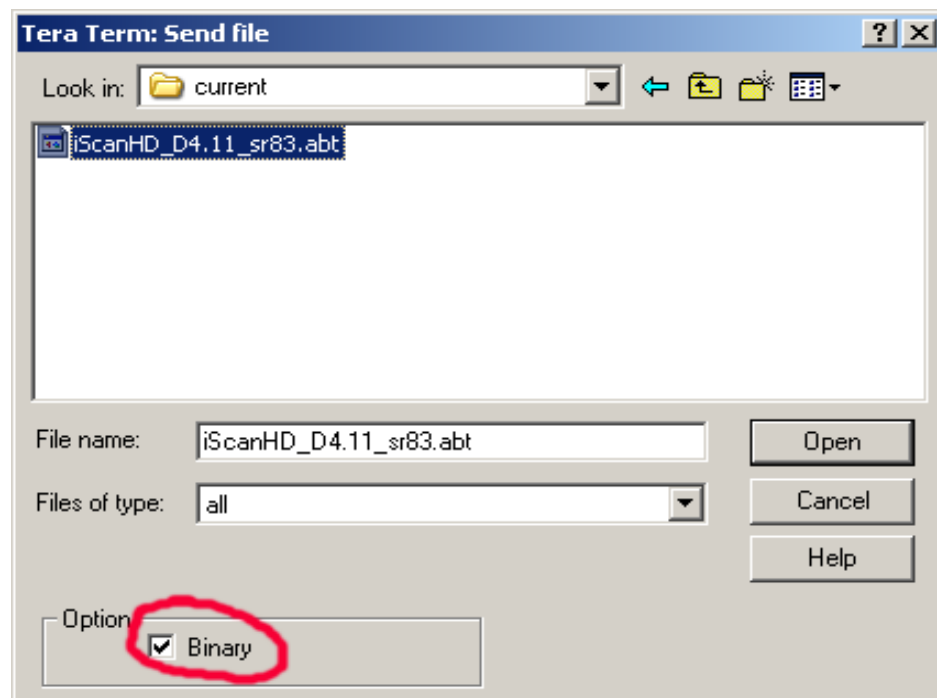 Tera Term: Send file
Look in: current
iScanHD_D4.11_sr83.abt
File name: iScanHD_D4.11_sr83.abt Open
Files of type: all Cancel
Help
Option
Binary